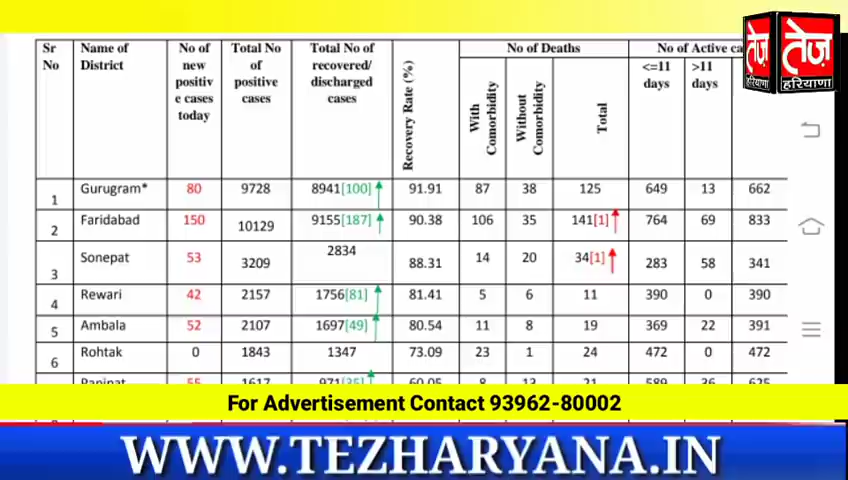 Sr No | Name of District | No of new positiv e cases today | Total No of positive cases | Total No of recovered/ discharged cases | Recovery Rate (%) | No of Deaths | No of Active ca
With Comorbidity | Without Comorbidity | Total | <=11 days | >11 days
1 | Gurugram* | 80 | 9728 | 8941[100] | 91.91 | 87 | 38 | 125 | 649 | 13 | 662
2 | Faridabad | 150 | 10129 | 9155[187] | 90.38 | 106 | 35 | 141[1] | 764 | 69 | 833
3 | Sonepat | 53 | 3209 | 2834 | 88.31 | 14 | 20 | 34[1] | 283 | 58 | 341
4 | Rewari | 42 | 2157 | 1756[81] | 81.41 | 5 | 6 | 11 | 390 | 0 | 390
5 | Ambala | 52 | 2107 | 1697[49] | 80.54 | 11 | 8 | 19 | 369 | 22 | 391
6 | Rohtak | 0 | 1843 | 1347 | 73.09 | 23 | 1 | 24 | 472 | 0 | 472
Panipat | 55 | 1617 | 971[35] | 60.05 | 8 | 13 | 21 | 589 | 36 | 625
तेज़
हरियाणा
तेज़
हरियाणा
For Advertisement Contact 93962-80002
WWW.TEZHARYANA.IN